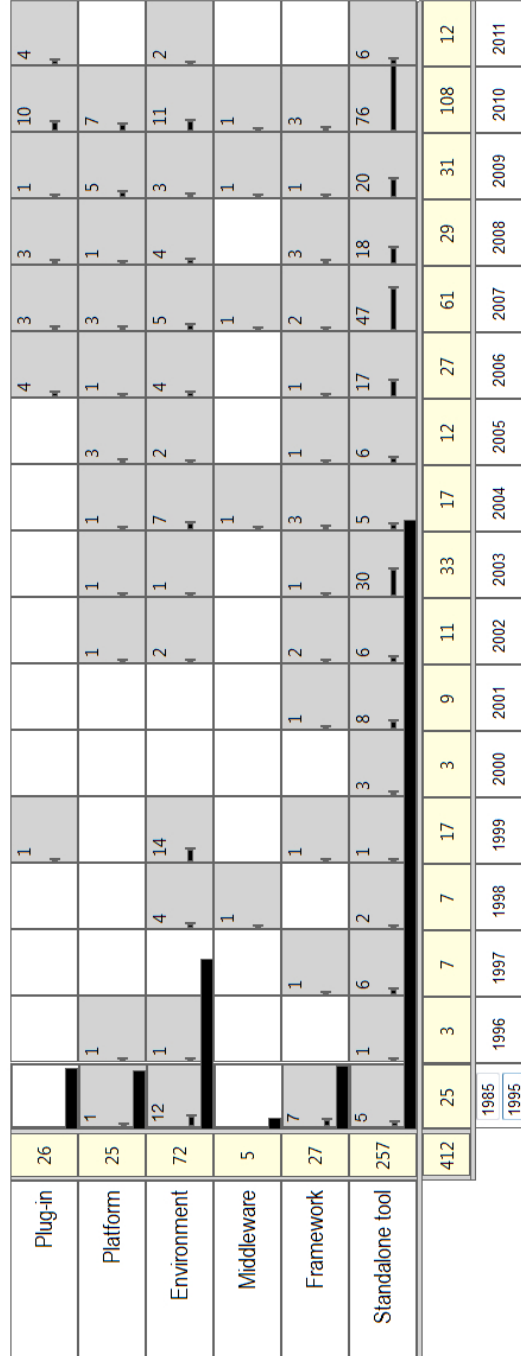 Plug-in 26 1 4 3 3 1 10 4
Platform 25 1 1 1 1 1 3 1 3 1 5 7
Environment 72 12 1 4 14 2 1 7 2 4 5 4 3 11 2
Middleware 5 1 1 1 1 1
Framework 27 7 1 1 1 2 1 3 1 1 2 3 1 3
Standalone tool 257 5 1 6 2 1 3 8 6 30 5 6 17 47 18 20 76 6
412 25 3 7 7 17 3 9 11 33 17 12 27 61 29 31 108 12
1985 1996 1997 1998 1999 2000 2001 2002 2003 2004 2005 2006 2007 2008 2009 2010 2011
1995